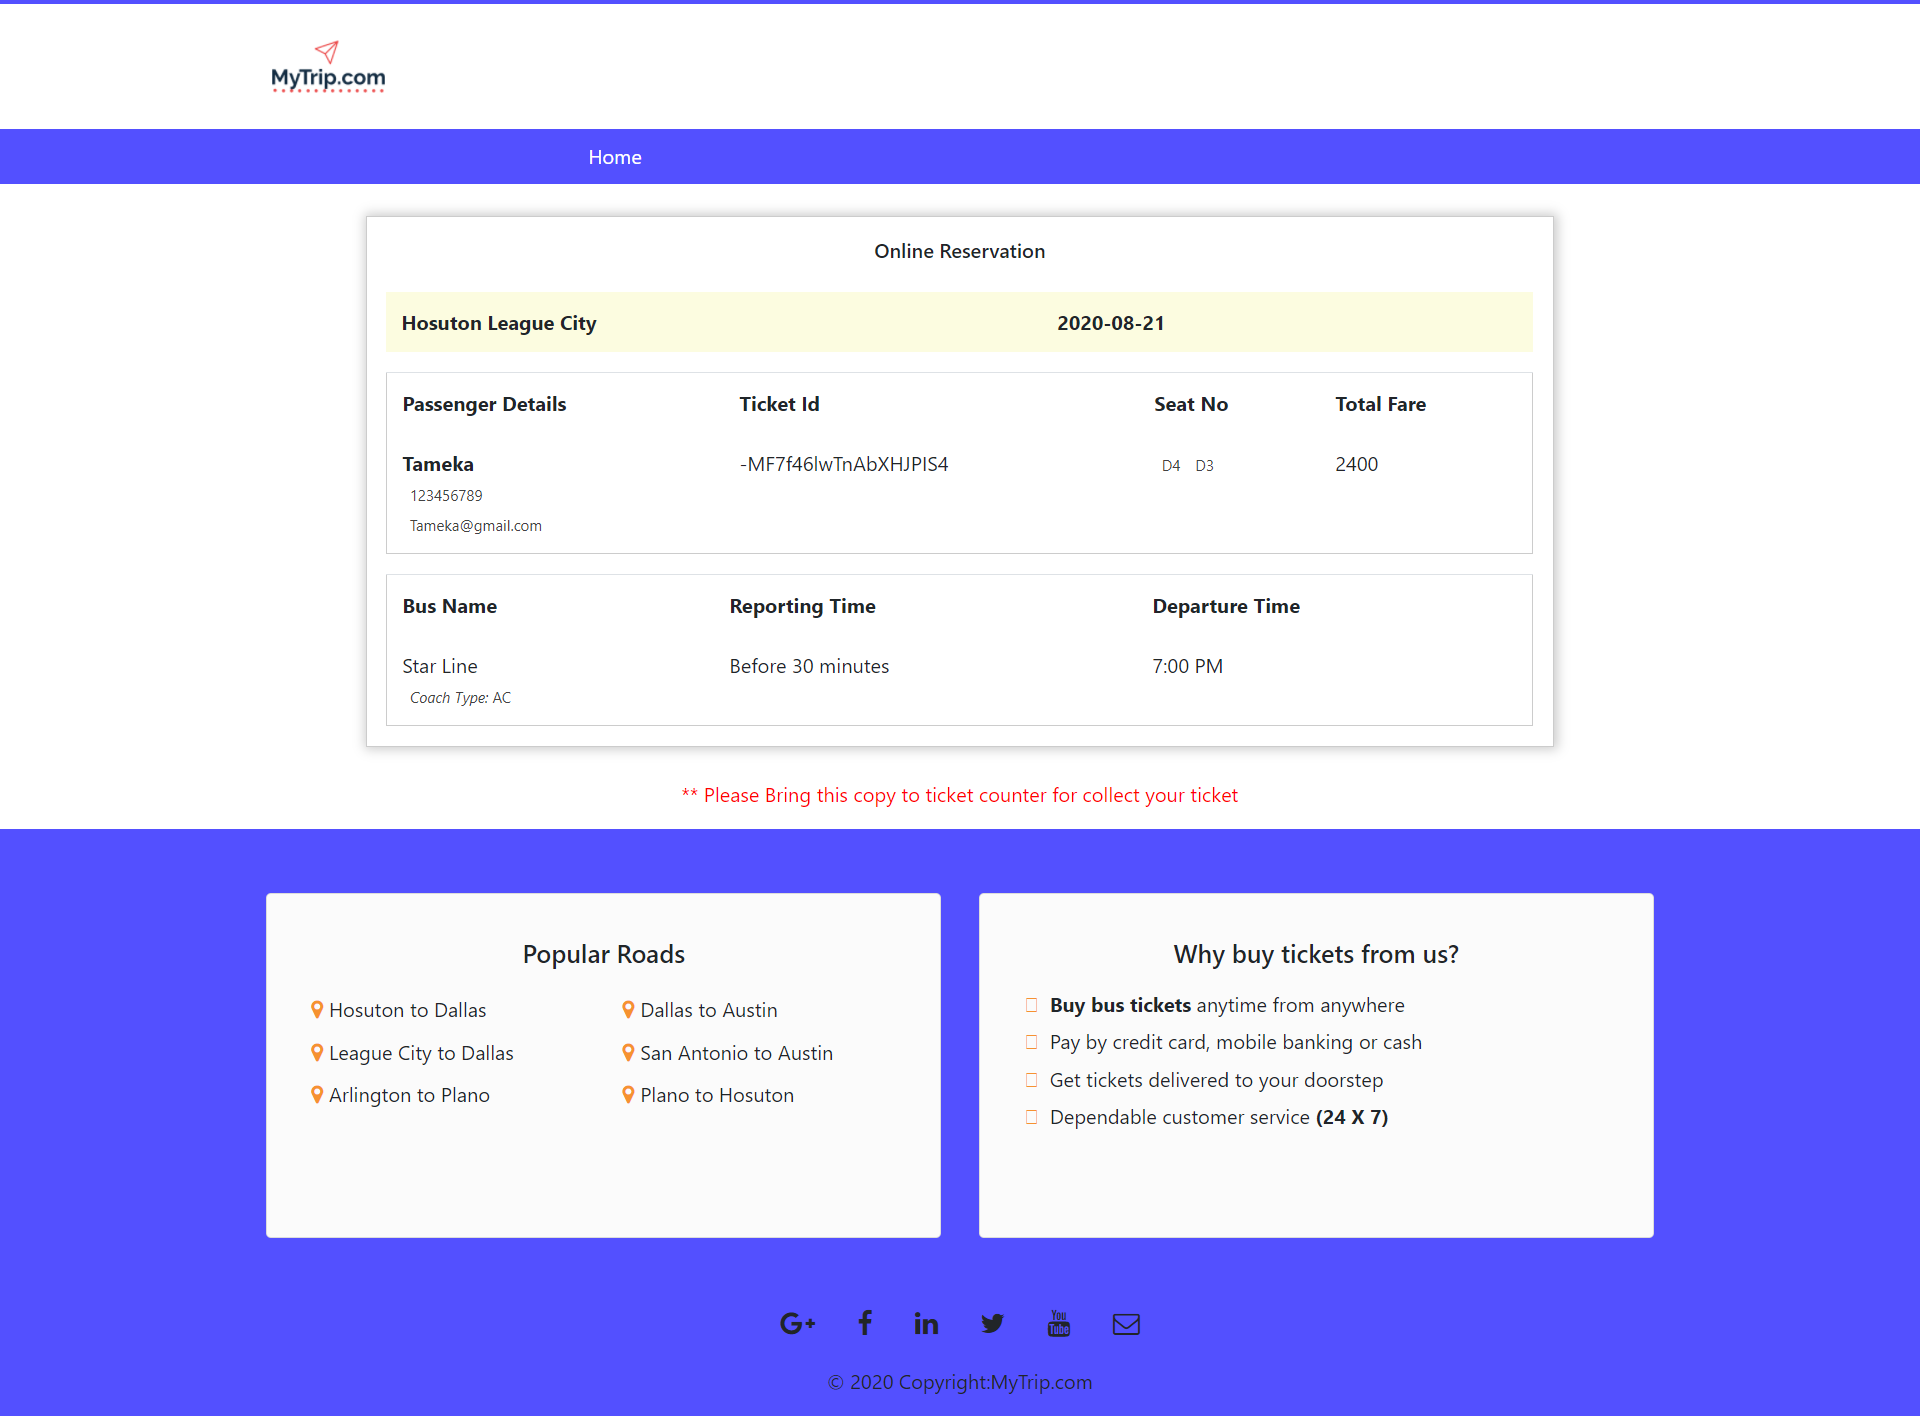 MyTrip.com
Home
Online Reservation
Hosuton League City 2020-08-21
Passenger Details Ticket Id Seat No Total Fare
Tameka -MF7f46lwTnAbXHJPIS4 D4 D3 2400
123456789
Tameka@gmail.com
Bus Name Reporting Time Departure Time
Star Line Before 30 minutes 7:00 PM
Coach Type: AC
** Please Bring this copy to ticket counter for collect your ticket
Popular Roads
Hosuton to Dallas Dallas to Austin
League City to Dallas San Antonio to Austin
Arlington to Plano Plano to Hosuton
Why buy tickets from us?
Buy bus tickets anytime from anywhere
Pay by credit card, mobile banking or cash
Get tickets delivered to your doorstep
Dependable customer service (24 X 7)
You
Tube
© 2020 Copyright:MyTrip.com